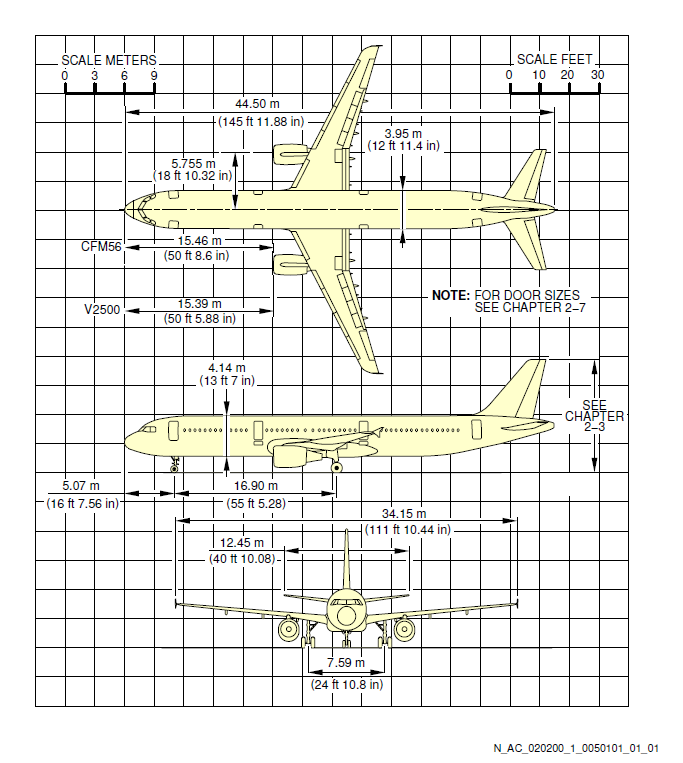 SCALE METERS
0 3 6 9
SCALE FEET
0 10 20 30
44.50 m
(145 ft 11.88 in)
3.95 m
(12 ft 11.4 in)
5.755 m
(18 ft 10.32 in)
CFM56
15.46 m
(50 ft 8.6 in)
V2500
15.39 m
(50 ft 5.88 in)
NOTE: FOR DOOR SIZES
SEE CHAPTER 2−7
4.14 m
(13 ft 7 in)
SEE
CHAPTER
2−3
5.07 m
(16 ft 7.56 in)
16.90 m
(55 ft 5.28)
34.15 m
(111 ft 10.44 in)
12.45 m
(40 ft 10.08)
7.59 m
(24 ft 10.8 in)
N_AC_020200_1_0050101_01_01